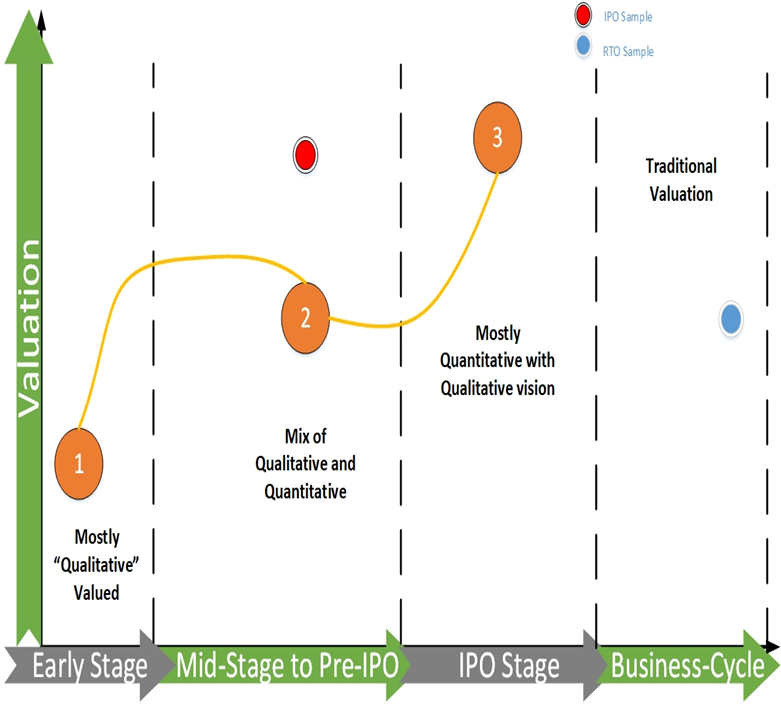 IPO Sample
RTO Sample
3
Traditional
Valuation
Valuation
2
Mostly
Quantitative with
Qualitative vision
1
Mix of
Qualitative and
Quantitative
Mostly
“Qualitative”
Valued
Early Stage
Mid-Stage to Pre-IPO
IPO Stage
Business-Cycle